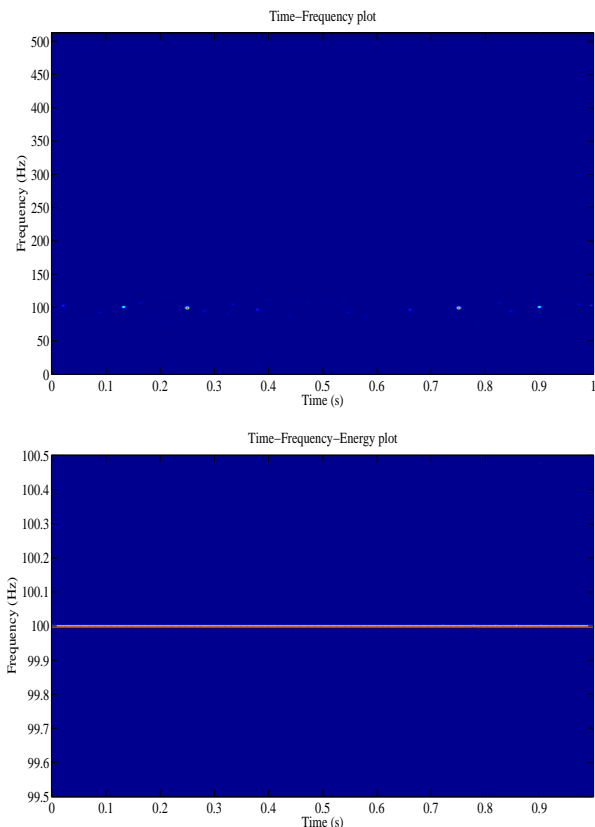 Time−Frequency plot
500
450
400
350
300
250
200
150
100
50
0
Frequency (Hz)
0 0.1 0.2 0.3 0.4 0.5 0.6 0.7 0.8 0.9 1
Time (s)
Time−Frequency−Energy plot
100.5
100.4
100.3
100.2
100.1
100
99.9
99.8
99.7
99.6
99.5
Frequency (Hz)
0 0.1 0.2 0.3 0.4 0.5 0.6 0.7 0.8 0.9
Time (s)